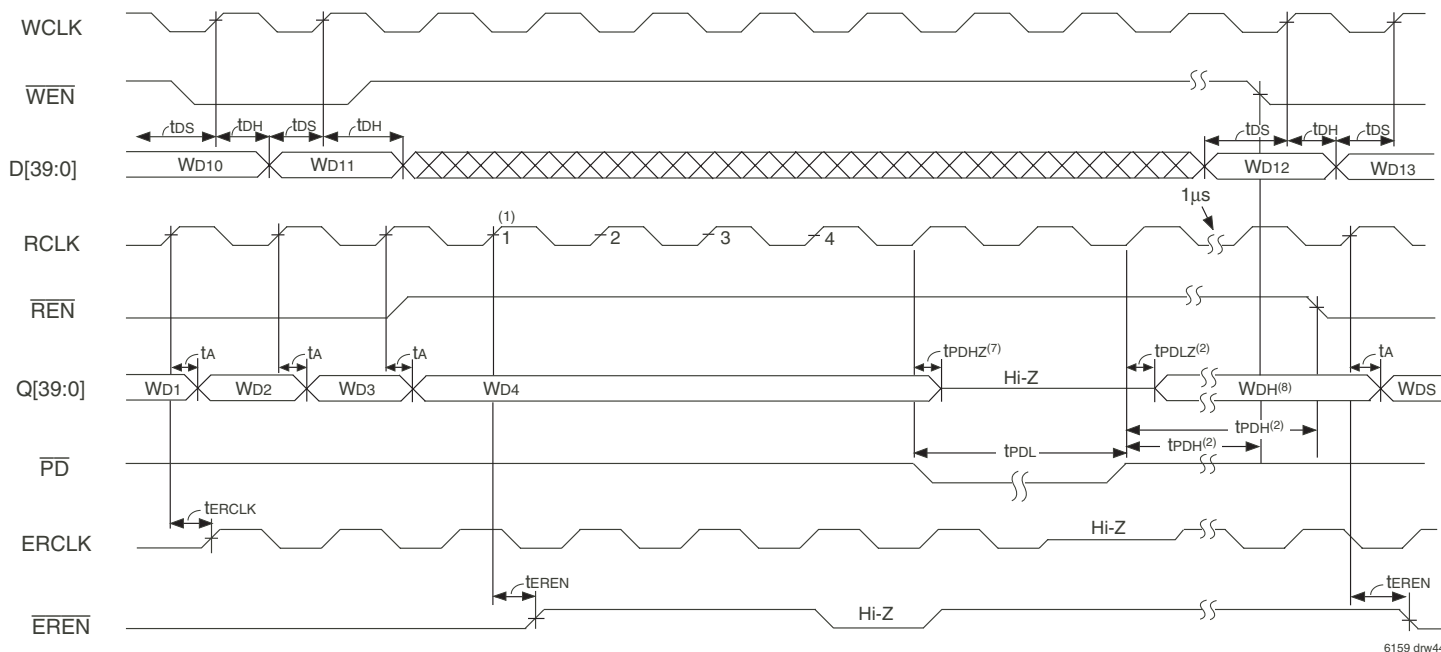 WCLK
WEN
tDS tDH tDS tDH tDS tDH tDS
D[39:0] WD10 WD11 WD12 WD13
1µs
(1)
RCLK 1 2 3 4
REN
tA tA tA tPDHZ(7) tPDLZ(2) tA
Q[39:0] WD1 WD2 WD3 WD4 Hi-Z WDH(8) WDS
tPDH(2)
tPDL tPDH(2)
PD
tERCLK
ERCLK Hi-Z
tEREN tEREN
EREN Hi-Z
6159 drw44